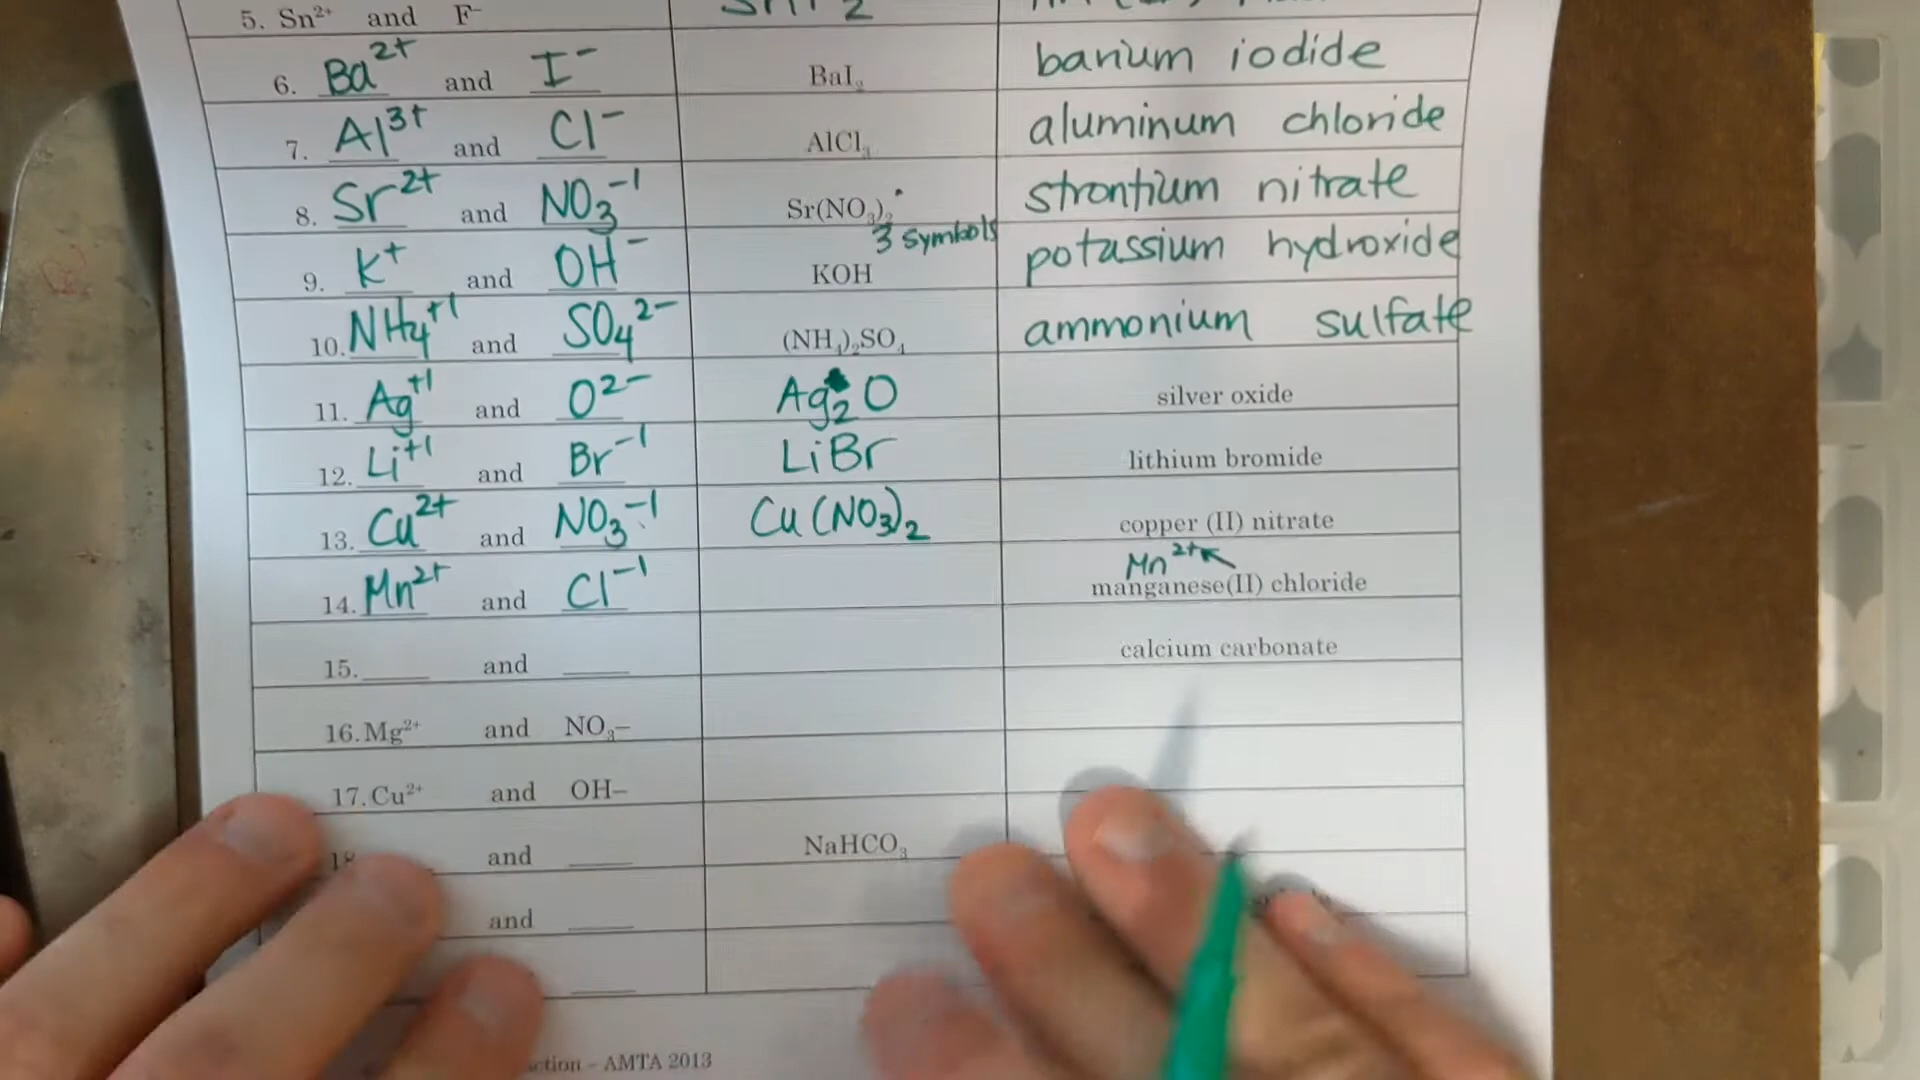 5. Sn²⁺ and F⁻
6. Ba²⁺ and I⁻ BaI₂ barium iodide
7. Al³⁺ and Cl⁻ AlCl₃ aluminum chloride
8. Sr²⁺ and NO₃⁻¹ Sr(NO₃)₂ strontium nitrate
3 symbols
9. K⁺ and OH⁻ KOH potassium hydroxide
10. NH₄⁺¹ and SO₄²⁻ (NH₄)₂SO₄ ammonium sulfate
11. Ag⁺¹ and O²⁻ Ag₂O silver oxide
12. Li⁺¹ and Br⁻¹ LiBr lithium bromide
13. Cu²⁺ and NO₃⁻¹ Cu(NO₃)₂ copper (II) nitrate
Mn²⁺
14. Mn²⁺ and Cl⁻¹ manganese(II) chloride
15. ____ and ____ calcium carbonate
16. Mg²⁺ and NO₃–
17. Cu²⁺ and OH–
18 and ____ NaHCO₃
and ____
– AMTA 2013